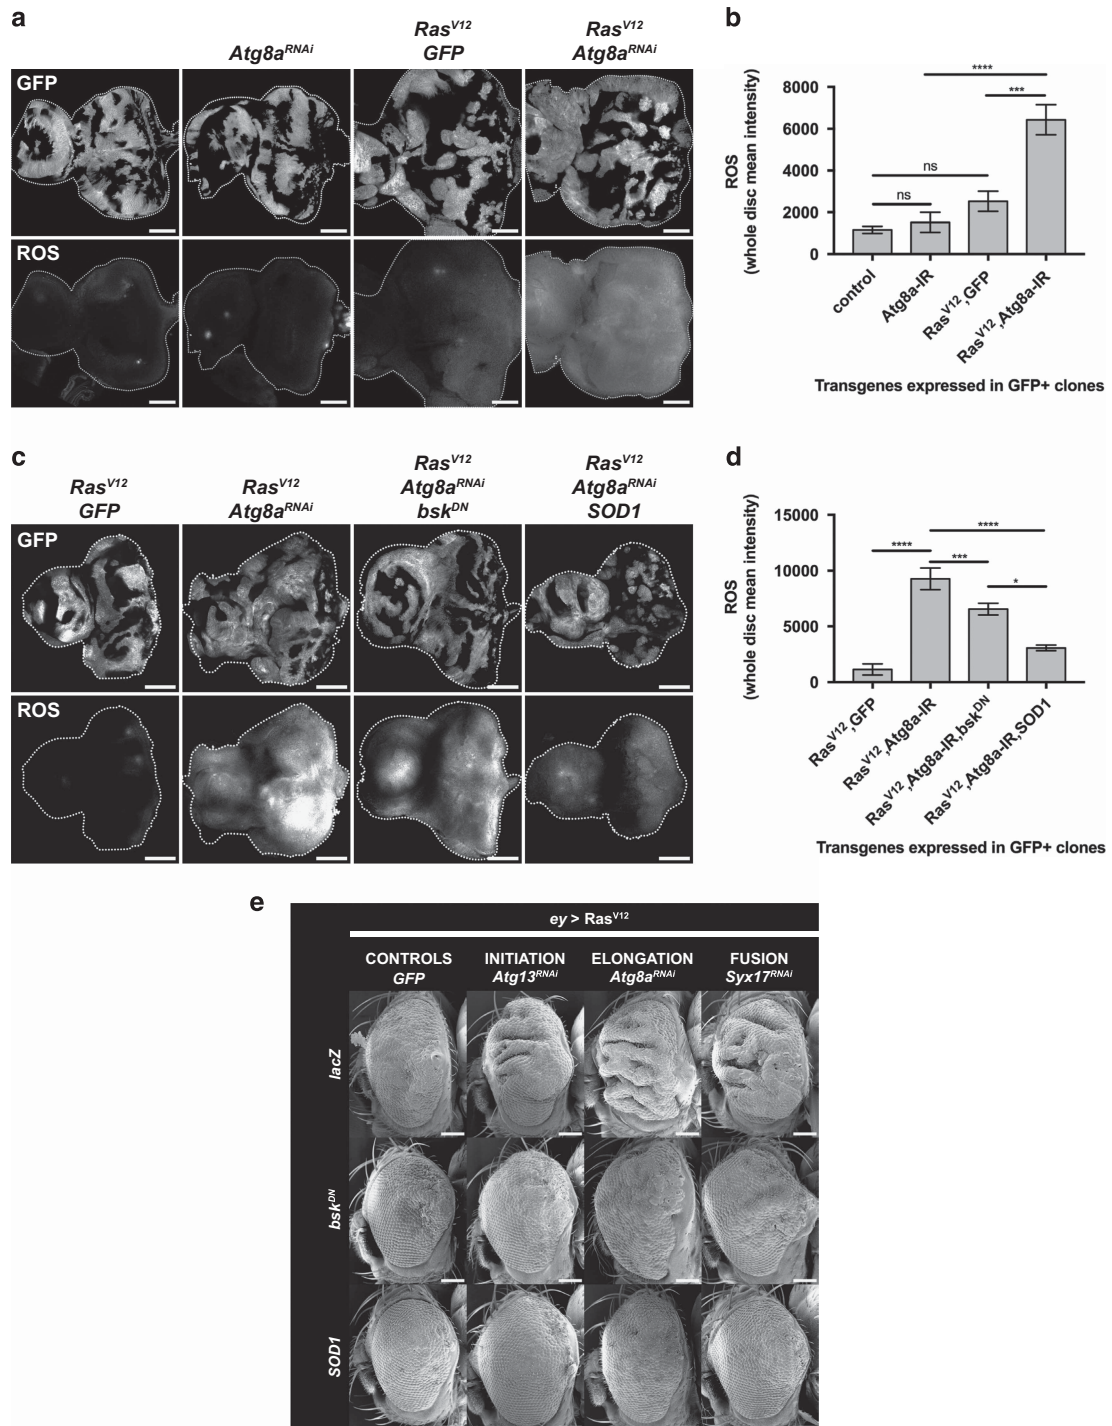 a
Atg8a^RNAi
Ras^V12
GFP
Ras^V12
Atg8a^RNAi
GFP
ROS
b
ROS
(whole disc mean intensity)
8000
6000
4000
2000
0
****
***
ns
ns
control
Atg8a-IR
Ras^V12,GFP
Ras^V12,Atg8a-IR
Transgenes expressed in GFP+ clones
c
Ras^V12
GFP
Ras^V12
Atg8a^RNAi
Ras^V12
Atg8a^RNAi
bsk^DN
Ras^V12
Atg8a^RNAi
SOD1
GFP
ROS
d
ROS
(whole disc mean intensity)
15000
10000
5000
0
****
****
***
*
Ras^V12,GFP
Ras^V12,Atg8a-IR
Ras^V12,Atg8a-IR,bsk^DN
Ras^V12,Atg8a-IR,SOD1
Transgenes expressed in GFP+ clones
e
ey > Ras^V12
CONTROLS
GFP
INITIATION
Atg13^RNAi
ELONGATION
Atg8a^RNAi
FUSION
Syx17^RNAi
lacZ
bsk^DN
SOD1